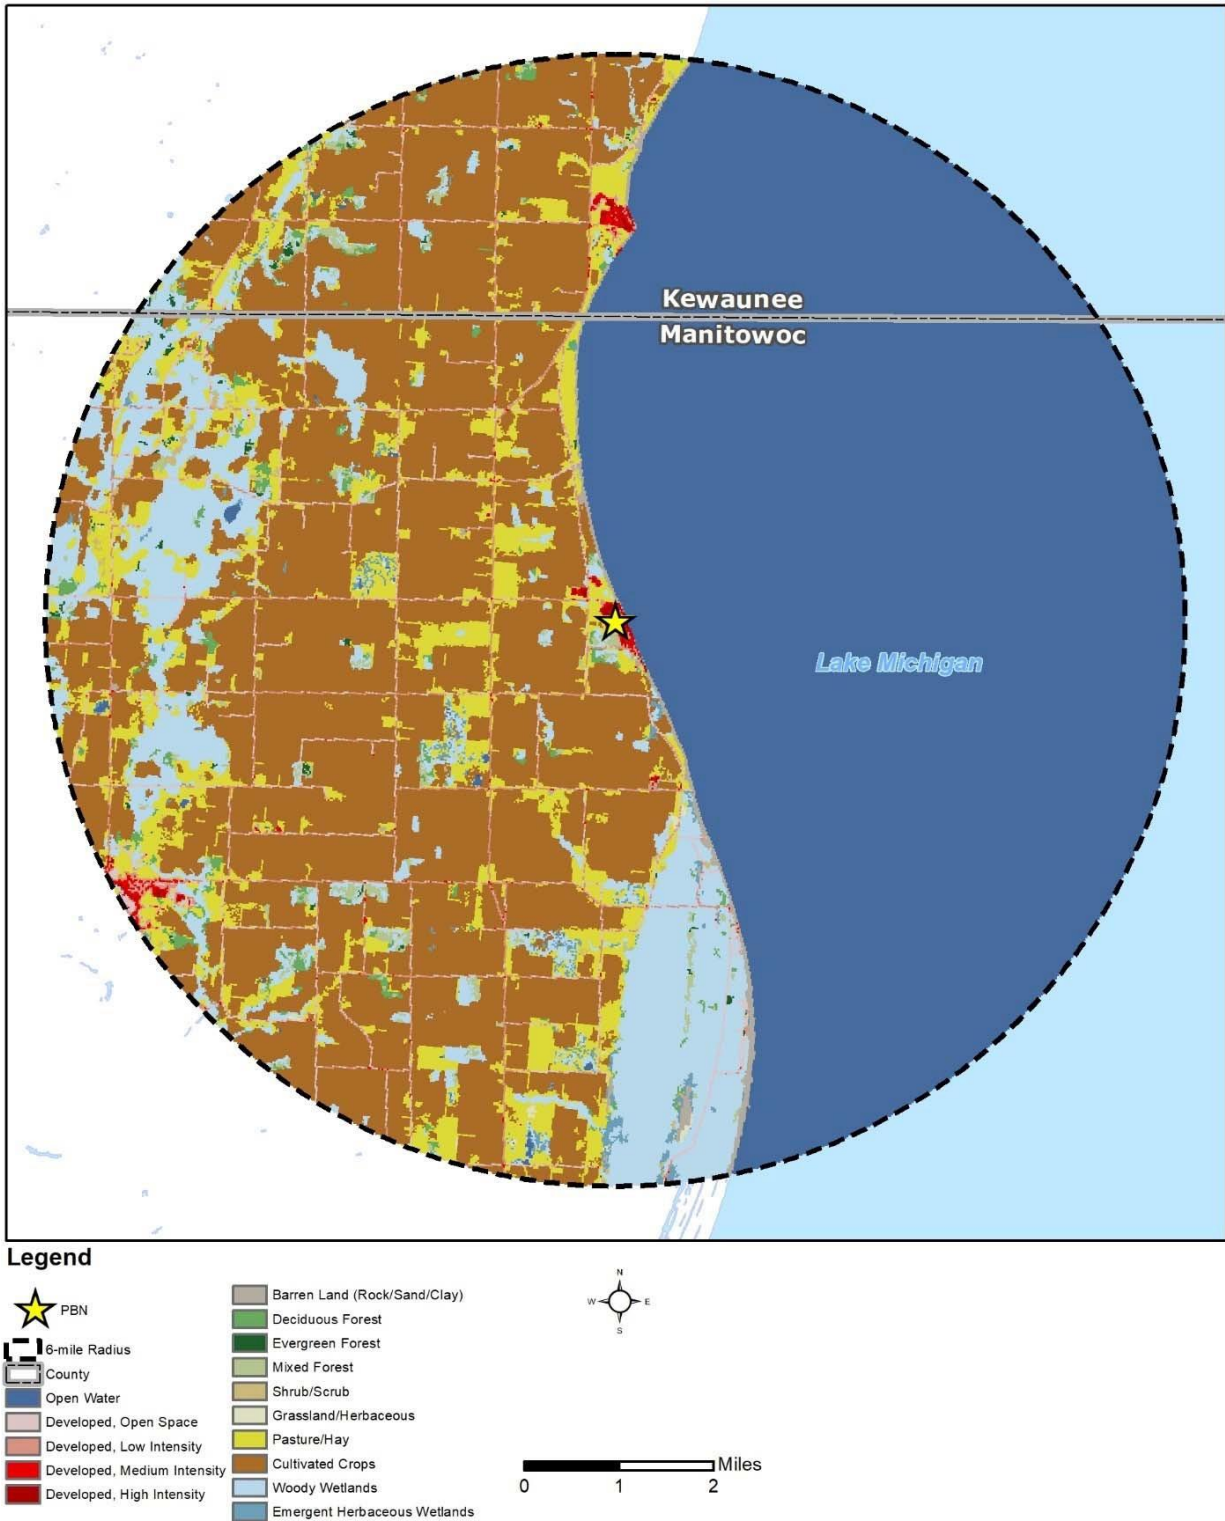 Kewaunee
Manitowoc
Lake Michigan
Legend
PBN
6-mile Radius
County
Open Water
Developed, Open Space
Developed, Low Intensity
Developed, Medium Intensity
Developed, High Intensity
Barren Land (Rock/Sand/Clay)
Deciduous Forest
Evergreen Forest
Mixed Forest
Shrub/Scrub
Grassland/Herbaceous
Pasture/Hay
Cultivated Crops
Woody Wetlands
Emergent Herbaceous Wetlands
N
W E
S
Miles
0 1 2